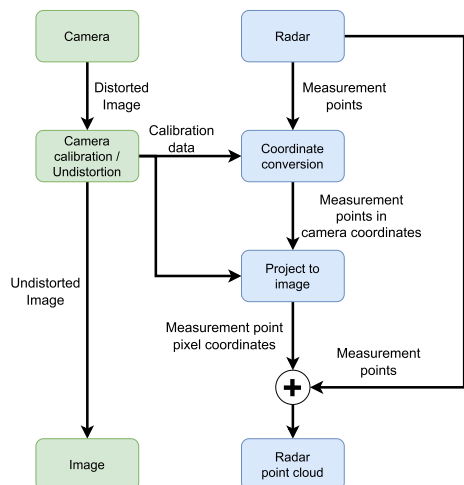 Camera
Radar
Distorted
Image
Measurement
points
Camera
calibration /
Undistortion
Calibration
data
Coordinate
conversion
Measurement
points in
camera coordinates
Undistorted
Image
Project to
image
Measurement point
pixel coordinates
Measurement
points
+
Image
Radar
point cloud